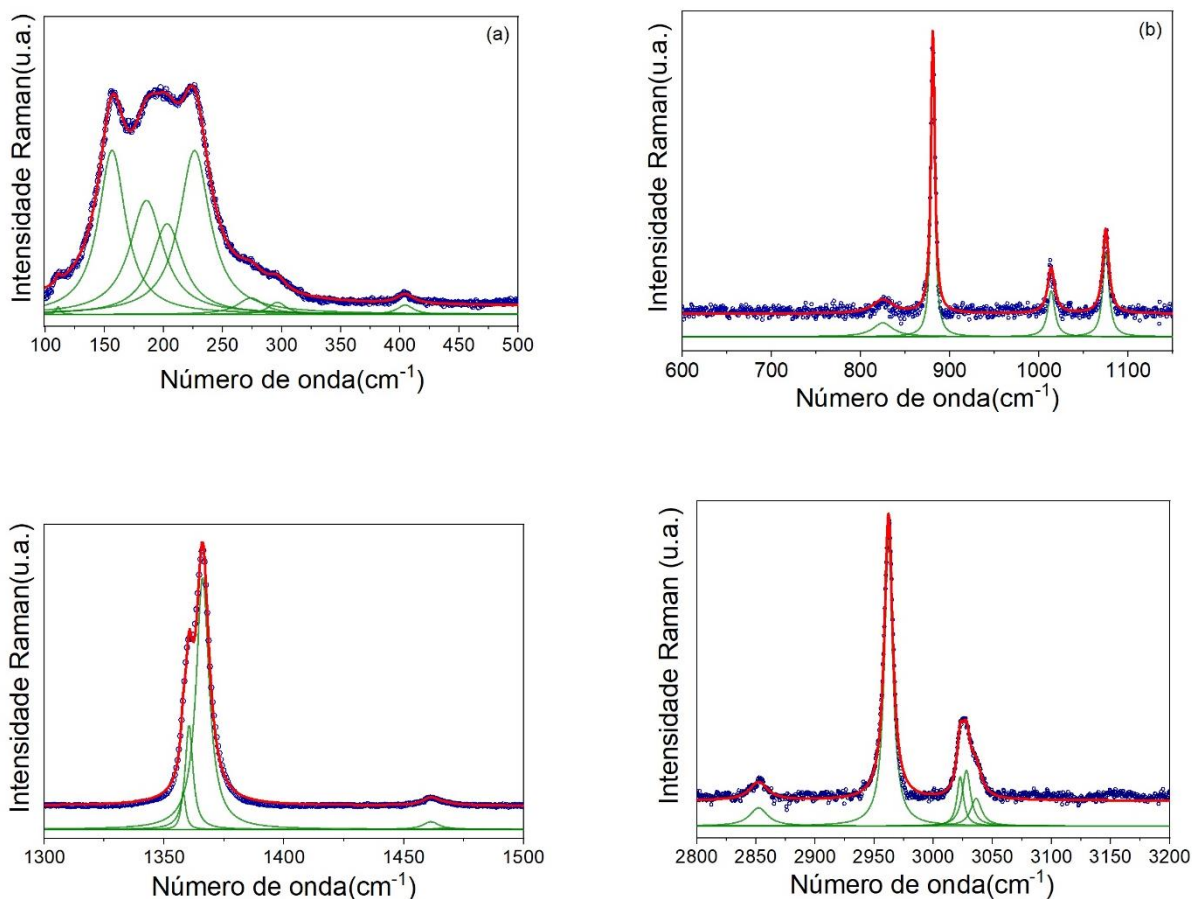 (a)
Intensidade Raman(u.a.)
100 150 200 250 300 350 400 450 500
Número de onda(cm⁻¹)
(b)
Intensidade Raman(u.a.)
600 700 800 900 1000 1100
Número de onda(cm⁻¹)
Intensidade Raman(u.a.)
1300 1350 1400 1450 1500
Número de onda(cm⁻¹)
Intensidade Raman (u.a.)
2800 2850 2900 2950 3000 3050 3100 3150 3200
Número de onda(cm⁻¹)